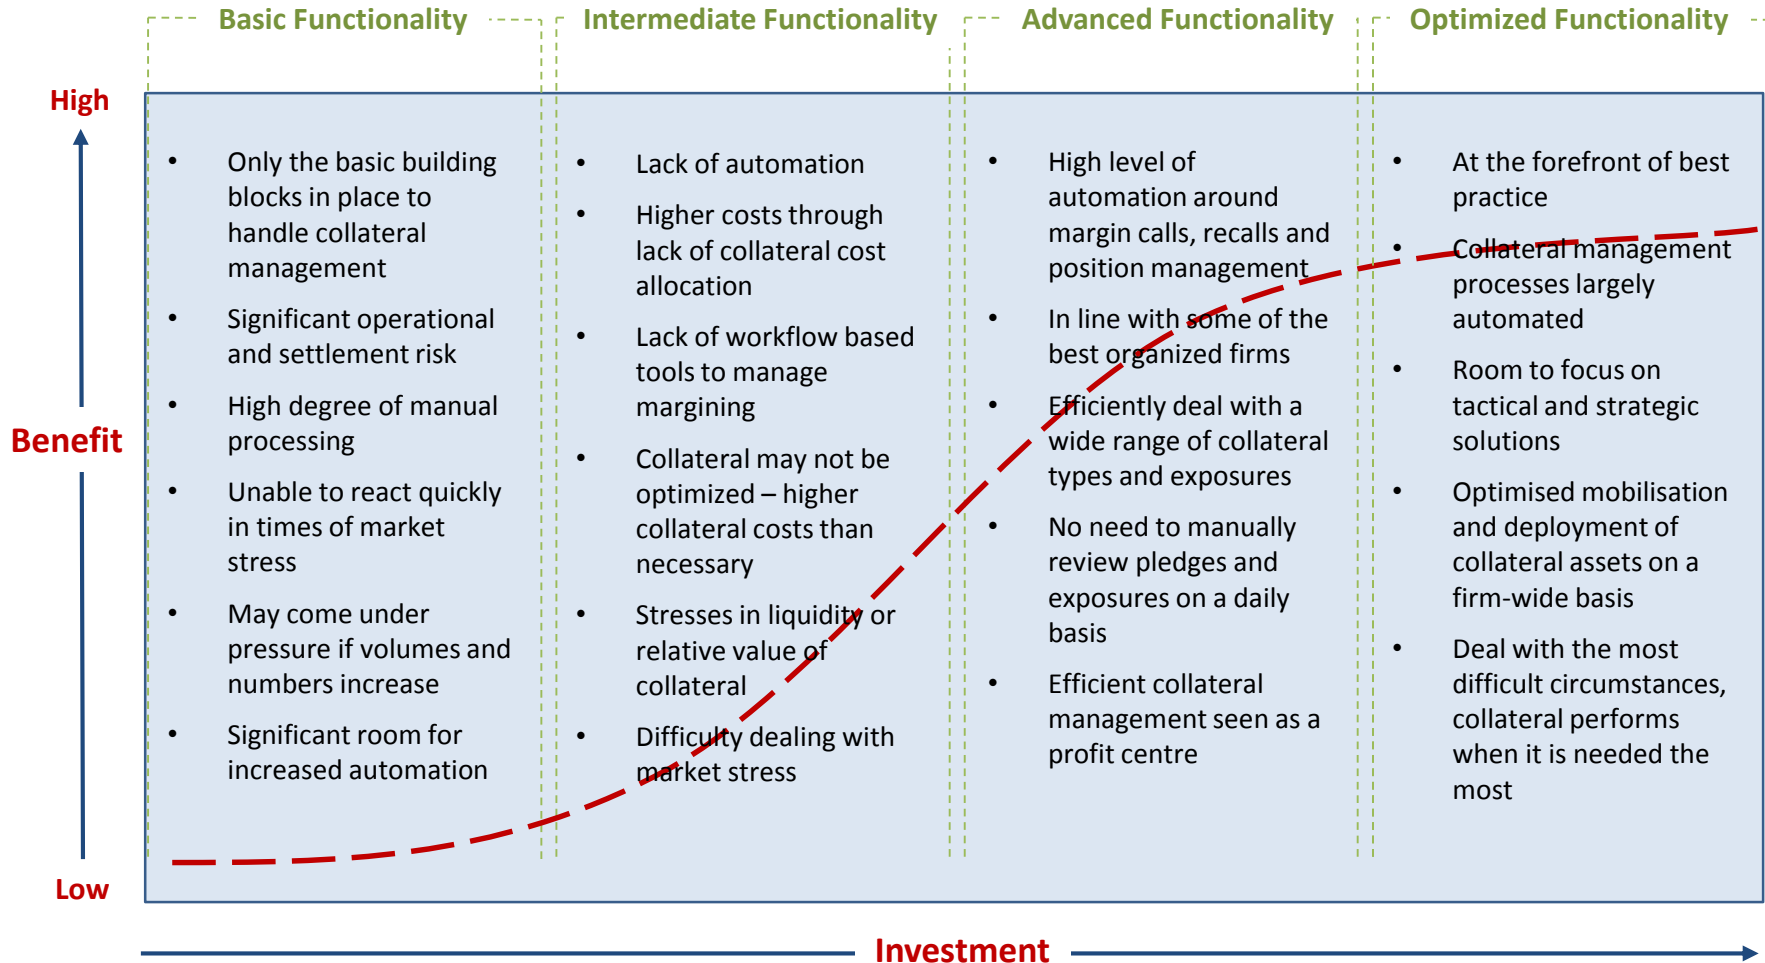 Basic Functionality
Intermediate Functionality
Advanced Functionality
Optimized Functionality
High
Benefit
Low
• Only the basic building
blocks in place to
handle collateral
management
• Significant operational
and settlement risk
• High degree of manual
processing
• Unable to react quickly
in times of market
stress
• May come under
pressure if volumes and
numbers increase
• Significant room for
increased automation
• Lack of automation
• Higher costs through
lack of collateral cost
allocation
• Lack of workflow based
tools to manage
margining
• Collateral may not be
optimized – higher
collateral costs than
necessary
• Stresses in liquidity or
relative value of
collateral
• Difficulty dealing with
market stress
• High level of
automation around
margin calls, recalls and
position management
• In line with some of the
best organized firms
• Efficiently deal with a
wide range of collateral
types and exposures
• No need to manually
review pledges and
exposures on a daily
basis
• Efficient collateral
management seen as a
profit centre
• At the forefront of best
practice
• Collateral management
processes largely
automated
• Room to focus on
tactical and strategic
solutions
• Optimised mobilisation
and deployment of
collateral assets on a
firm-wide basis
• Deal with the most
difficult circumstances,
collateral performs
when it is needed the
most
Investment